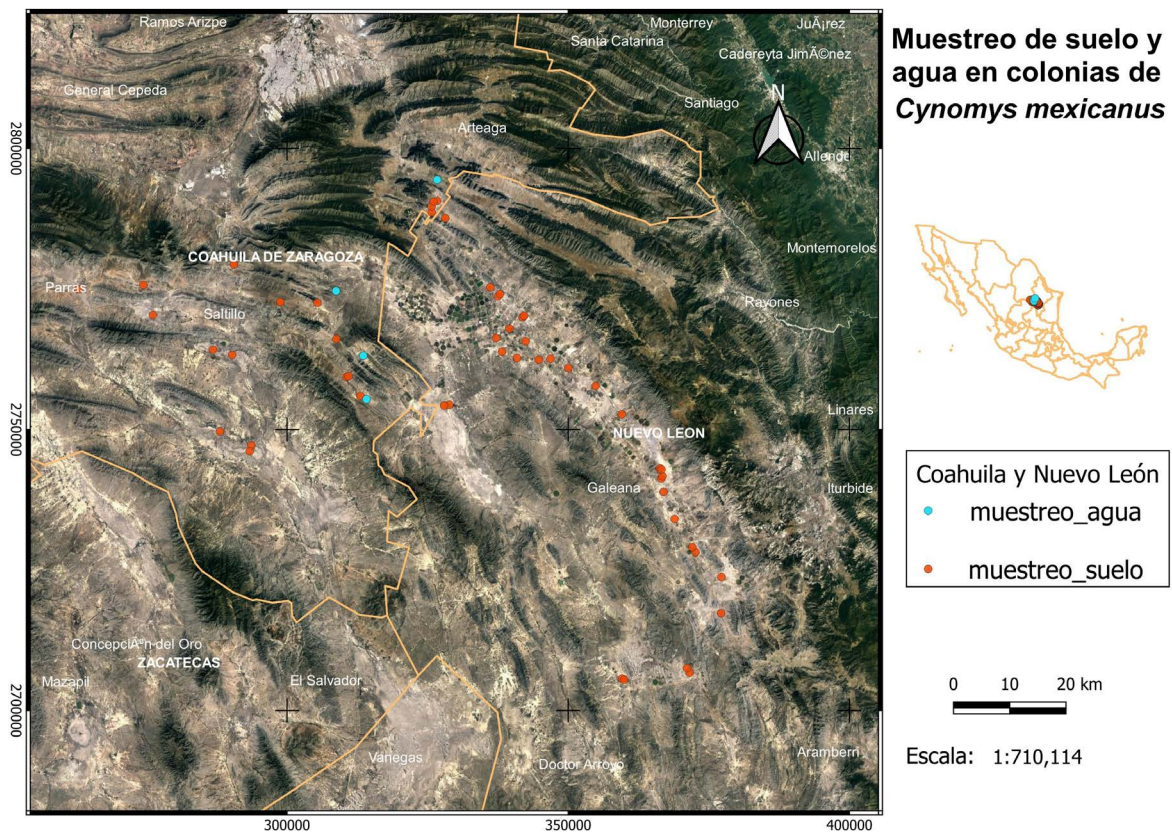 Muestreo de suelo y
agua en colonias de
Cynomys mexicanus
Ramos Arizpe
Monterrey
JuÃ¡rez
Santa Catarina
Cadereyta JimÃ©nez
General Cepeda
Santiago
N
Arteaga
Allende
2800000
Montemorelos
COAHUILA DE ZARAGOZA
Parras
Rayones
Saltillo
Linares
2750000
NUEVO LEON
Galeana
Iturbide
Coahuila y Nuevo León
muestreo_agua
muestreo_suelo
ConcepciÃ³n del Oro
ZACATECAS
Mazapil
El Salvador
2700000
0 10 20 km
Vanegas
Doctor Arroyo
Aramberri
Escala: 1:710,114
300000 350000 400000